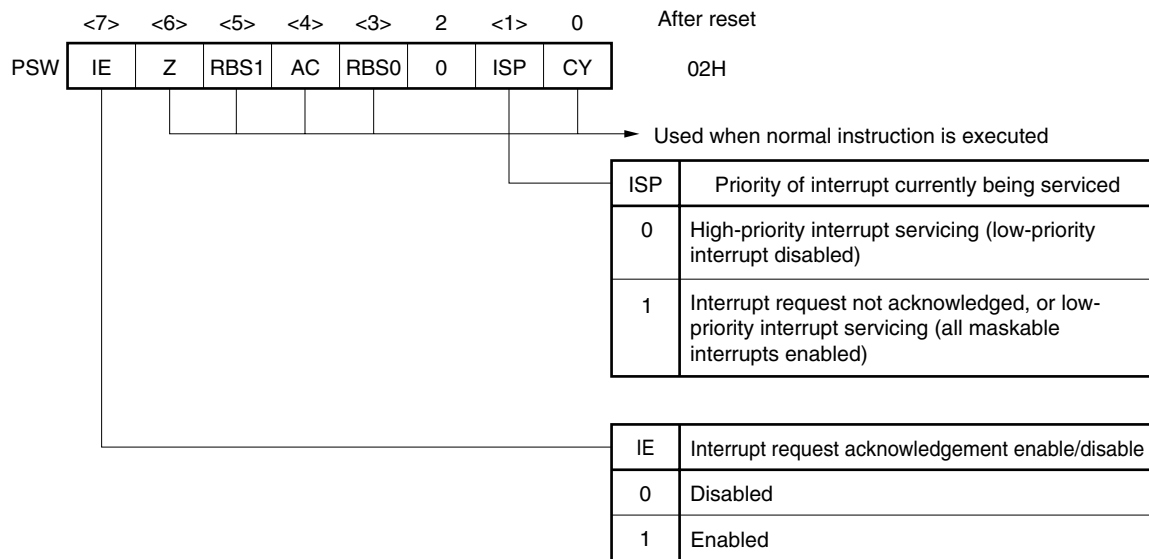 <7> <6> <5> <4> <3> 2 <1> 0 After reset
PSW IE Z RBS1 AC RBS0 0 ISP CY 02H
Used when normal instruction is executed
ISP Priority of interrupt currently being serviced
0 High-priority interrupt servicing (low-priority
interrupt disabled)
1 Interrupt request not acknowledged, or low-
priority interrupt servicing (all maskable
interrupts enabled)
IE Interrupt request acknowledgement enable/disable
0 Disabled
1 Enabled